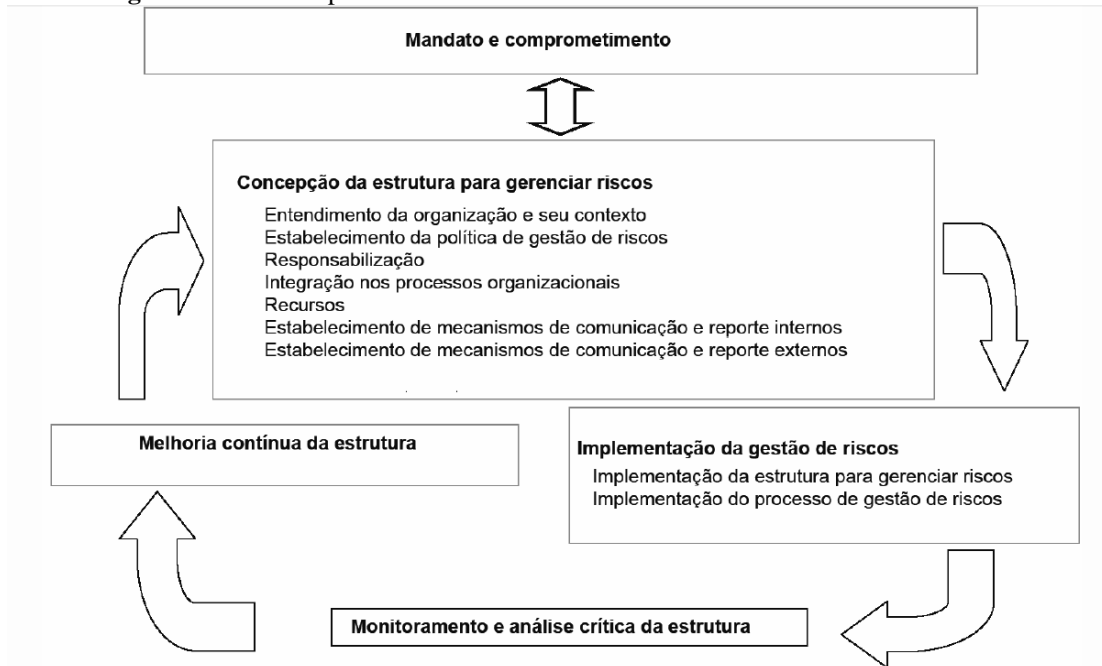 Mandato e comprometimento
Concepção da estrutura para gerenciar riscos
Entendimento da organização e seu contexto
Estabelecimento da política de gestão de riscos
Responsabilização
Integração nos processos organizacionais
Recursos
Estabelecimento de mecanismos de comunicação e reporte internos
Estabelecimento de mecanismos de comunicação e reporte externos
Melhoria contínua da estrutura
Implementação da gestão de riscos
Implementação da estrutura para gerenciar riscos
Implementação do processo de gestão de riscos
Monitoramento e análise crítica da estrutura